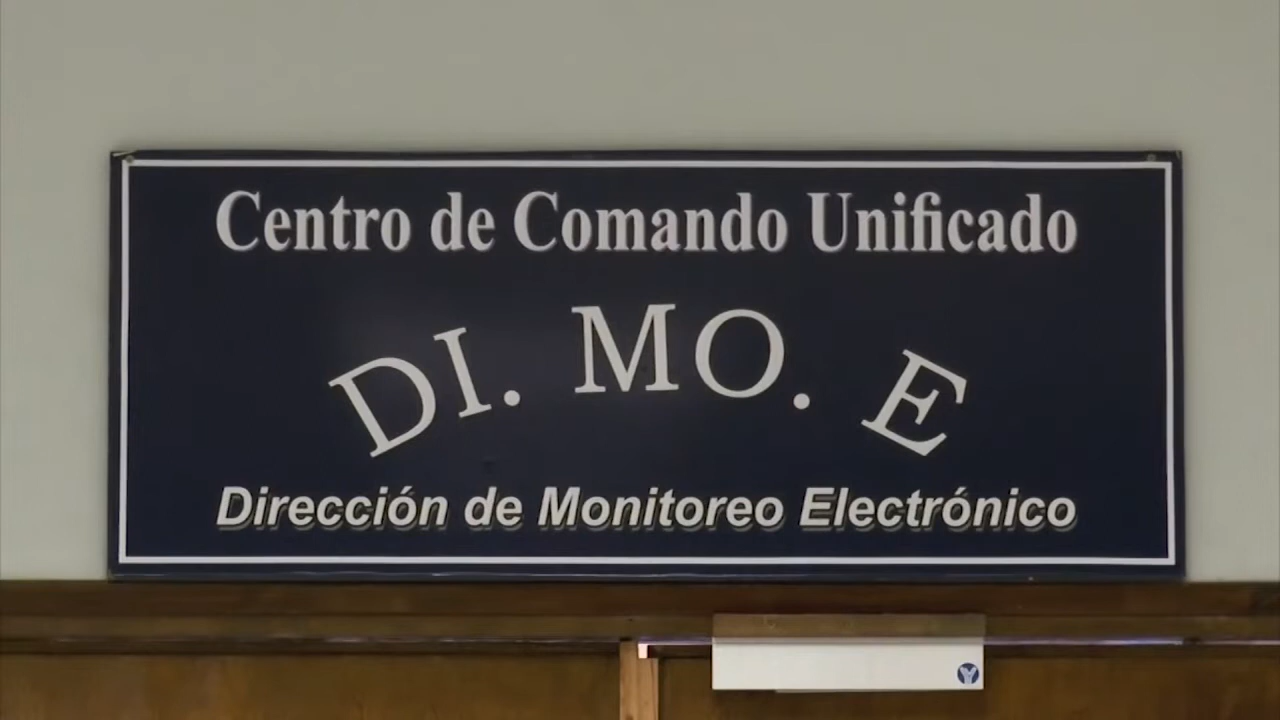 Centro de Comando Unificado
DI. MO. E
Dirección de Monitoreo Electrónico